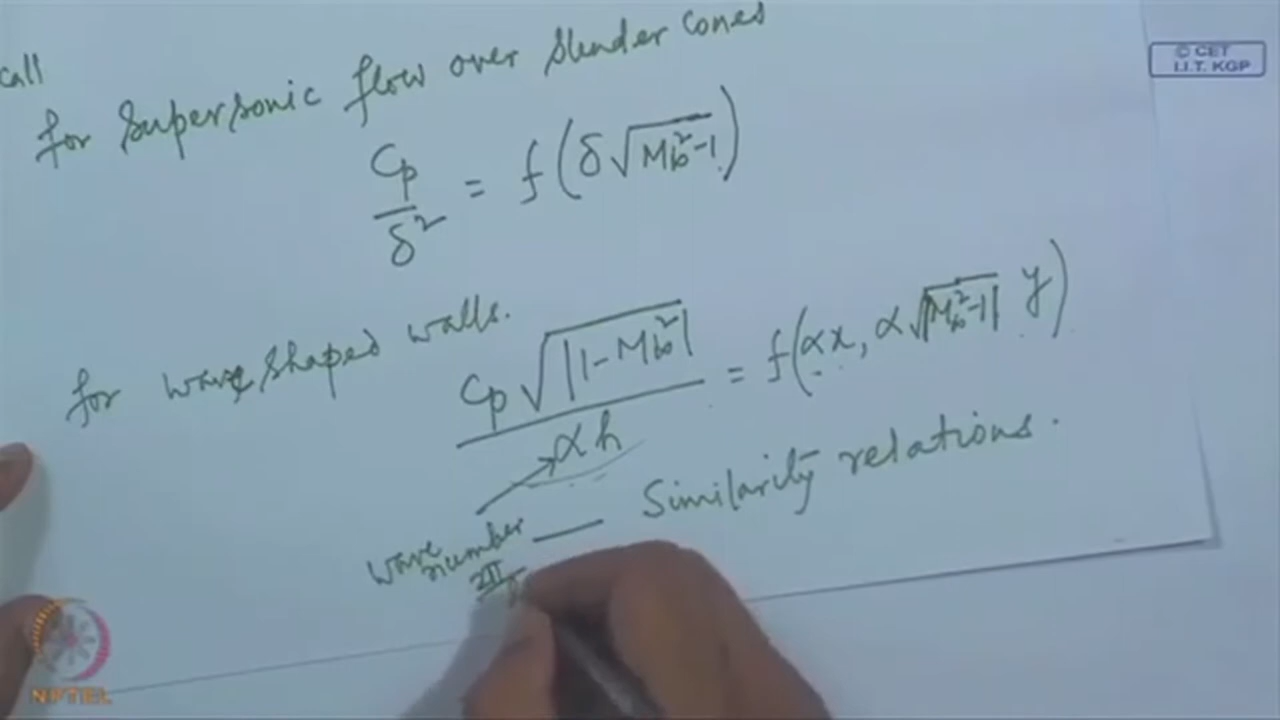 call
for Supersonic flow over slender cones
Cp/δ² = f(δ√M∞²-1)
for wave shaped walls.
Cp√|1-M∞²| / αh = f(αx, α√|M∞²-1| y)
— Similarity relations.
wave number
2π
© CET
I.I.T. KGP
NPTEL